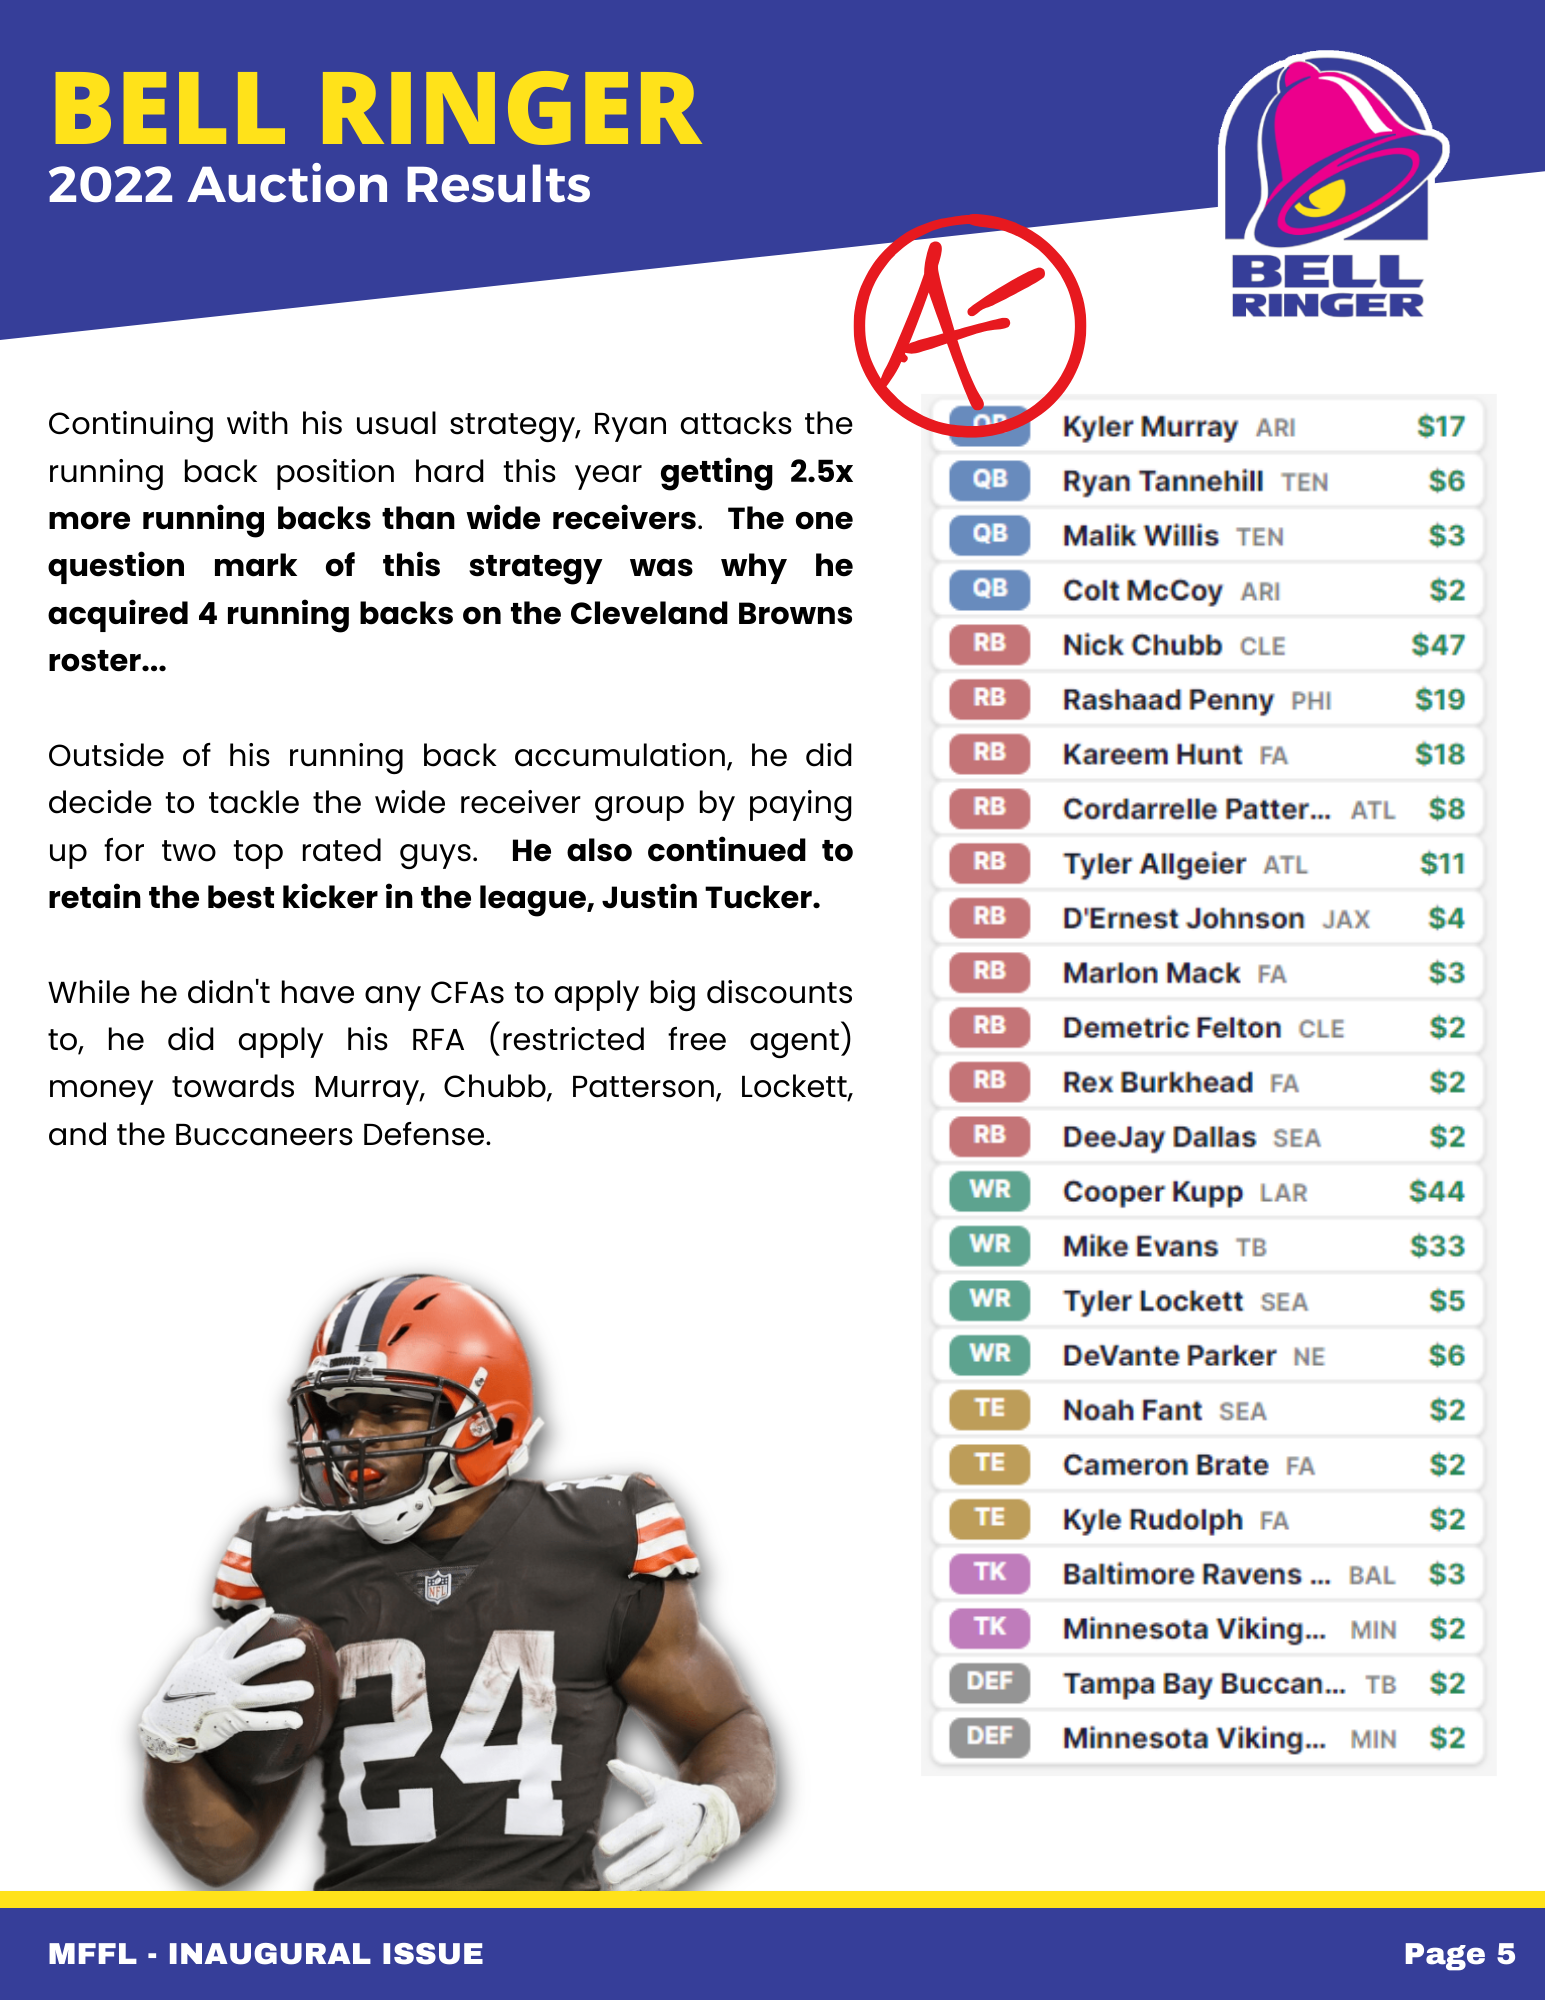 BELL RINGER
2022 Auction Results
BELL
RINGER
A-
Continuing with his usual strategy, Ryan attacks the
running back position hard this year getting 2.5x
more running backs than wide receivers. The one
question mark of this strategy was why he
acquired 4 running backs on the Cleveland Browns
roster...
Outside of his running back accumulation, he did
decide to tackle the wide receiver group by paying
up for two top rated guys. He also continued to
retain the best kicker in the league, Justin Tucker.
While he didn't have any CFAs to apply big discounts
to, he did apply his RFA (restricted free agent)
money towards Murray, Chubb, Patterson, Lockett,
and the Buccaneers Defense.
QB Kyler Murray ARI $17
QB Ryan Tannehill TEN $6
QB Malik Willis TEN $3
QB Colt McCoy ARI $2
RB Nick Chubb CLE $47
RB Rashaad Penny PHI $19
RB Kareem Hunt FA $18
RB Cordarrelle Patter... ATL $8
RB Tyler Allgeier ATL $11
RB D'Ernest Johnson JAX $4
RB Marlon Mack FA $3
RB Demetric Felton CLE $2
RB Rex Burkhead FA $2
RB DeeJay Dallas SEA $2
WR Cooper Kupp LAR $44
WR Mike Evans TB $33
WR Tyler Lockett SEA $5
WR DeVante Parker NE $6
TE Noah Fant SEA $2
TE Cameron Brate FA $2
TE Kyle Rudolph FA $2
TK Baltimore Ravens ... BAL $3
TK Minnesota Viking... MIN $2
DEF Tampa Bay Buccan... TB $2
DEF Minnesota Viking... MIN $2
NFL
24
MFFL - INAUGURAL ISSUE
Page 5